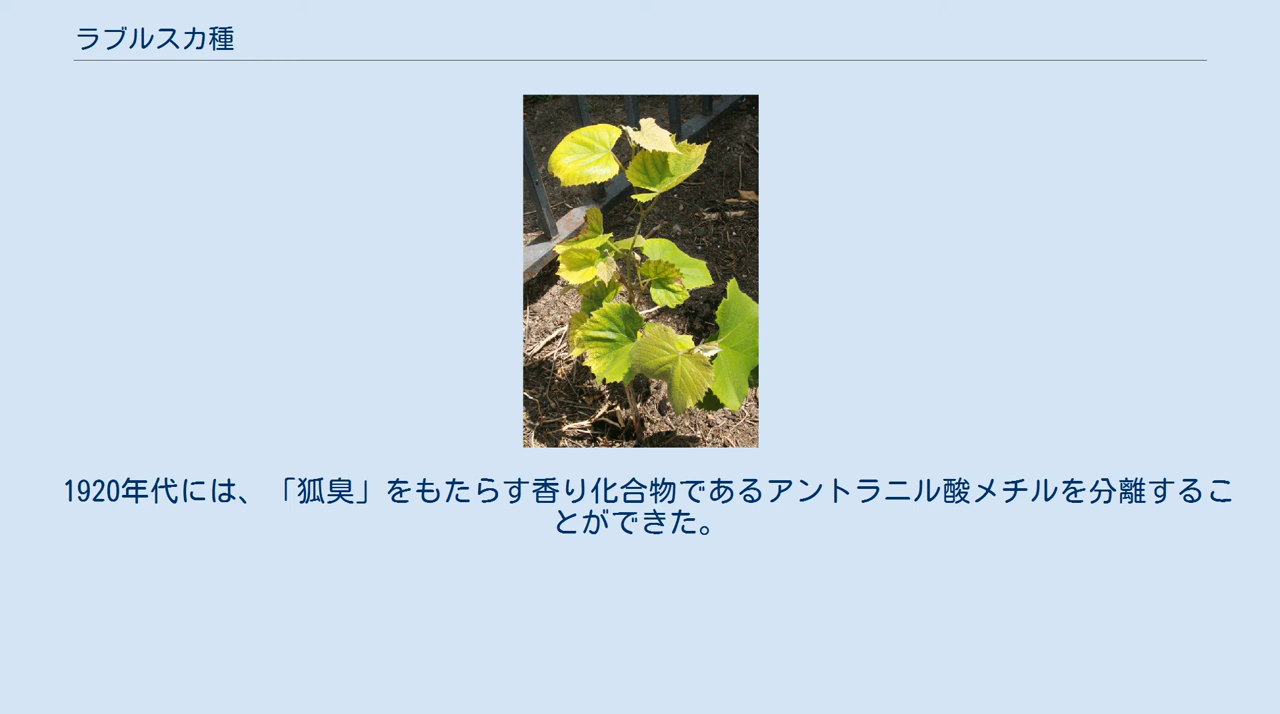 ラブルスカ種
1920年代には、「狐臭」をもたらす香り化合物であるアントラニル酸メチルを分離するこ
とができた。